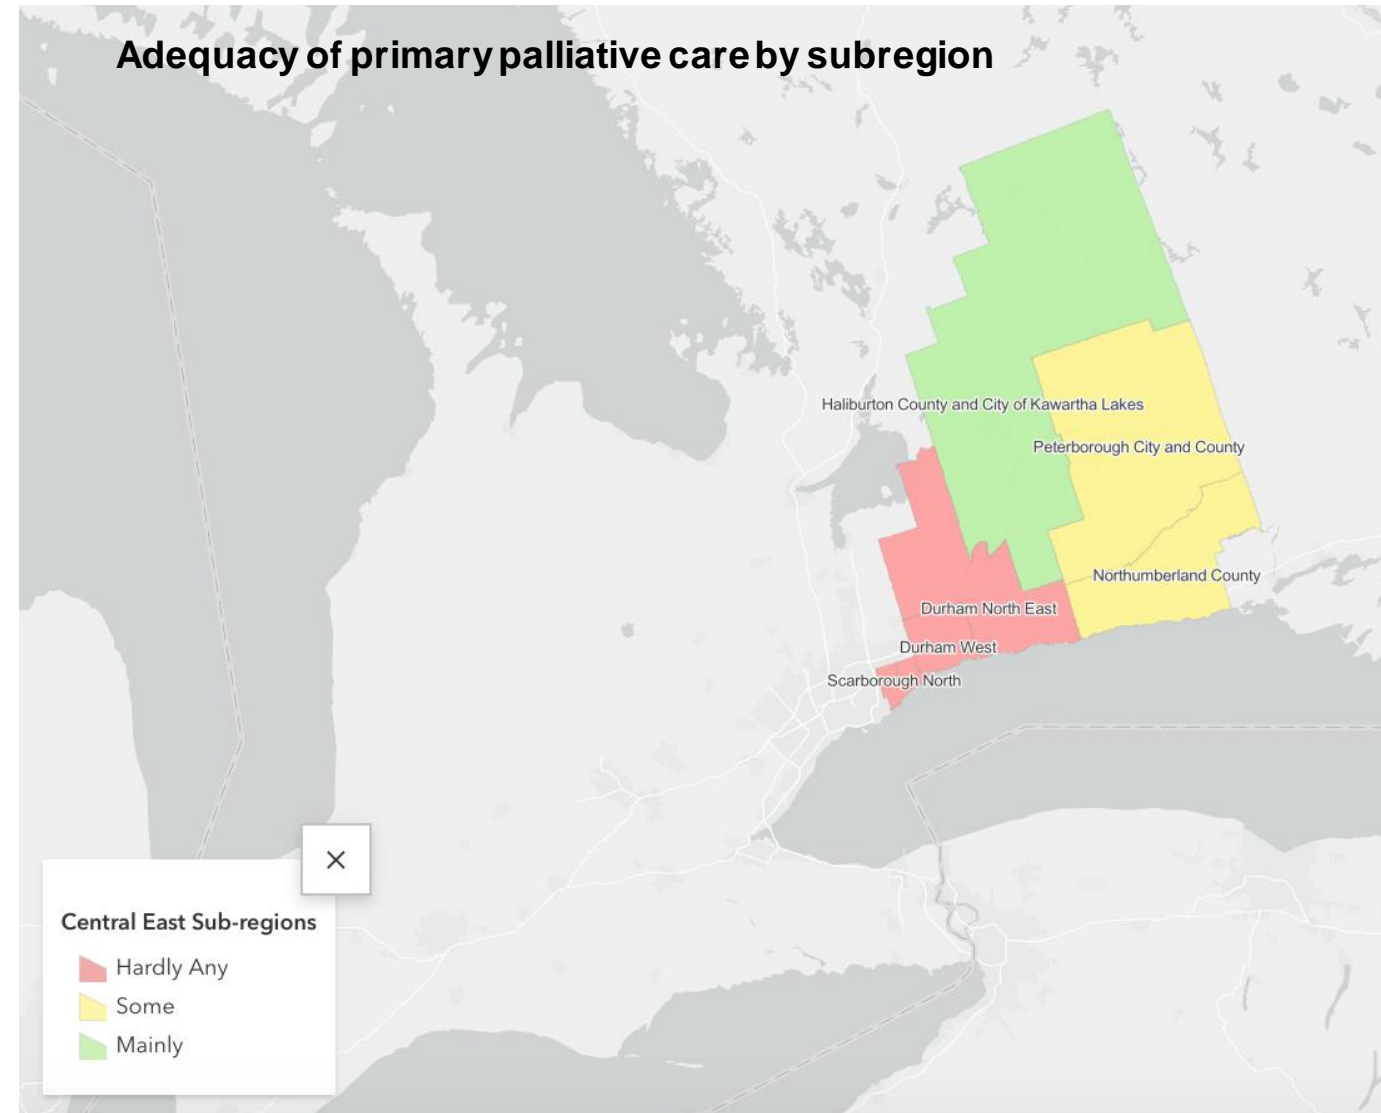 Adequacy of primary palliative care by subregion
Haliburton County and City of Kawartha Lakes
Peterborough City and County
Northumberland County
Durham North East
Durham West
Scarborough North
Central East Sub-regions
Hardly Any
Some
Mainly